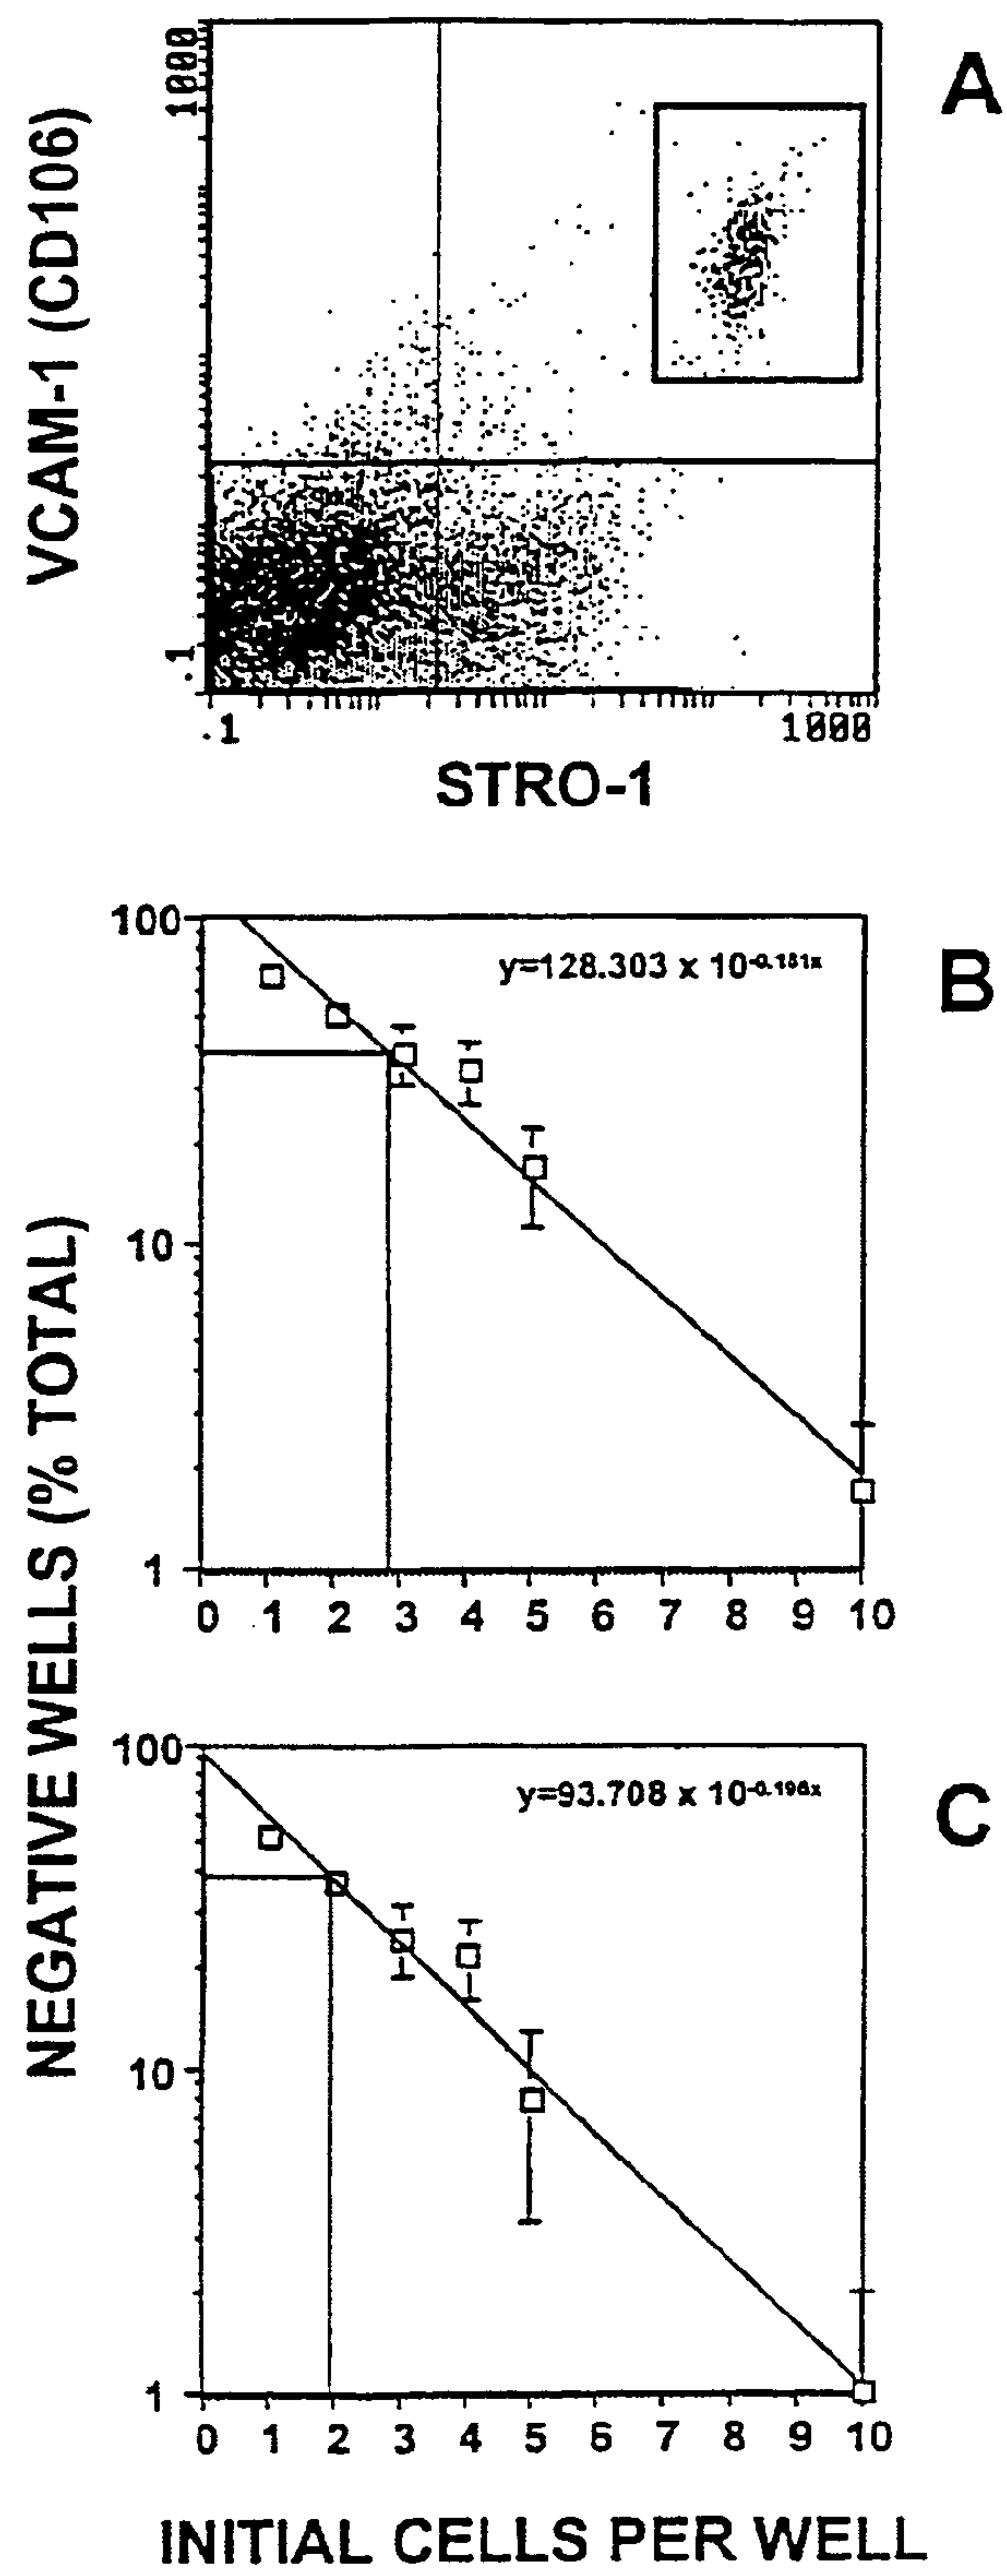 A
VCAM-1 (CD106)
1000
.1
.1 1000
STRO-1
B
NEGATIVE WELLS (% TOTAL)
100
10
1
y=128.303 x 10-0.181x
0 1 2 3 4 5 6 7 8 9 10
C
100
10
1
y=93.708 x 10-0.196x
0 1 2 3 4 5 6 7 8 9 10
INITIAL CELLS PER WELL